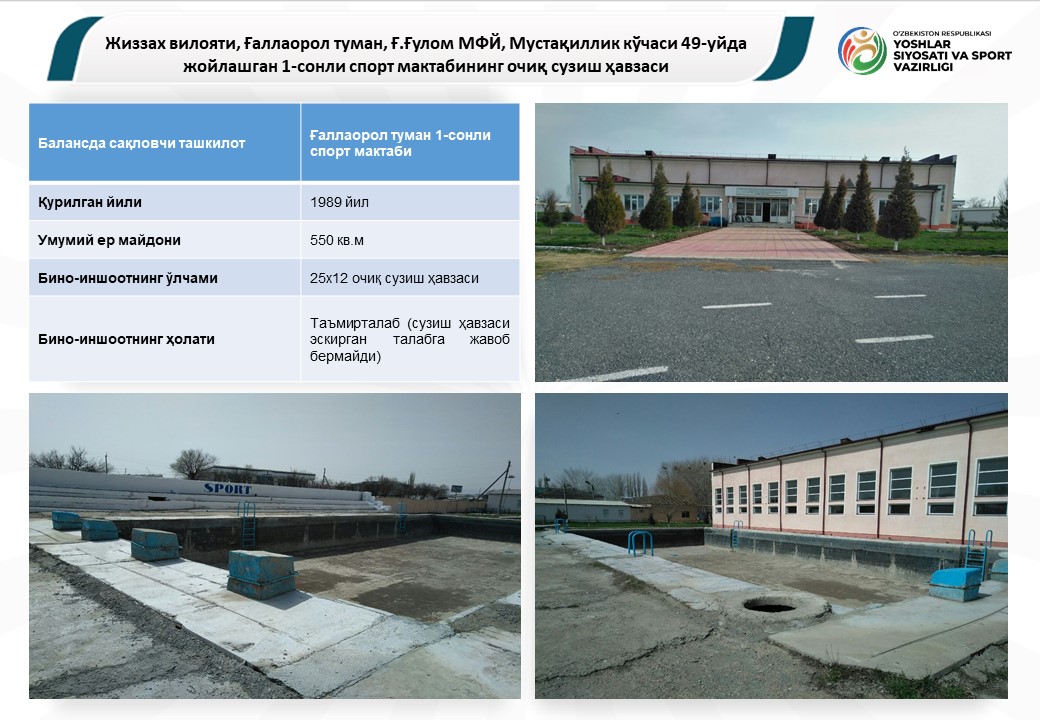 Жиззах вилояти, Ғаллаорол туман, Ғ.Ғулом МФЙ, Мустақиллик кўчаси 49-уйда
жойлашган 1-сонли спорт мактабининг очиқ сузиш ҳавзаси
O'ZBEKISTON RESPUBLIKASI
YOSHLAR
SIYOSATI VA SPORT
VAZIRLIGI
Балансда сақловчи ташкилот
Ғаллаорол туман 1-сонли
спорт мактаби
Қурилган йили
1989 йил
Умумий ер майдони
550 кв.м
Бино-иншоотнинг ўлчами
25х12 очиқ сузиш ҳавзаси
Бино-иншоотнинг ҳолати
Таъмирталаб (сузиш ҳавзаси
эскирган талабга жавоб
бермайди)
SPORT